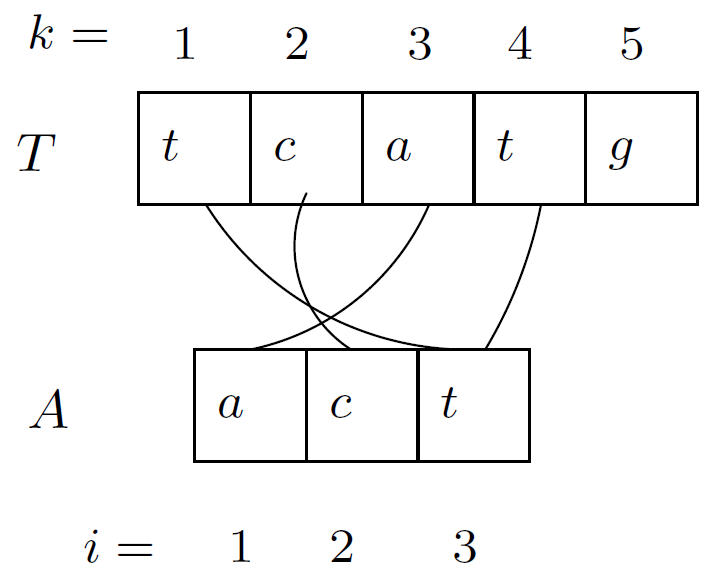 k = 1 2 3 4 5
T t c a t g
A a c t
i = 1 2 3